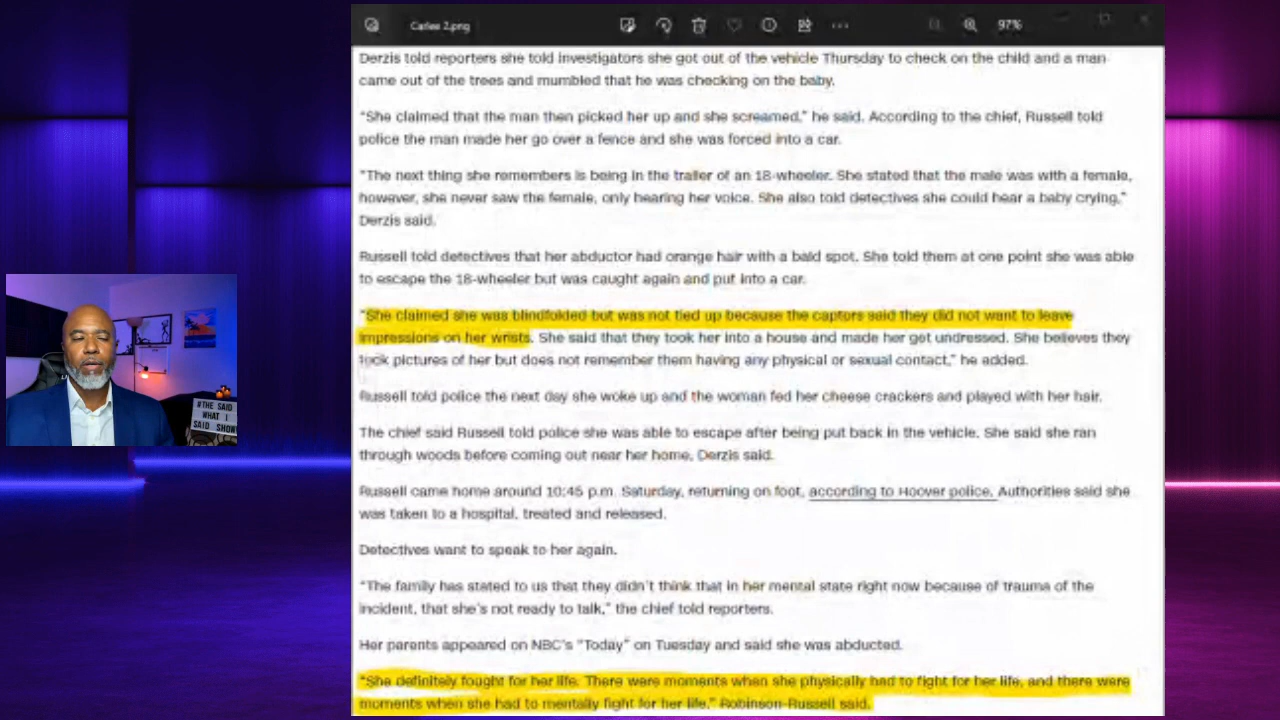 Carlee 2.png
97%
Derzis told reporters she told investigators she got out of the vehicle Thursday to check on the child and a man
came out of the trees and mumbled that he was checking on the baby.
"She claimed that the man then picked her up and she screamed," he said. According to the chief, Russell told
police the man made her go over a fence and she was forced into a car.
"The next thing she remembers is being in the trailer of an 18-wheeler. She stated that the male was with a female,
however, she never saw the female, only hearing her voice. She also told detectives she could hear a baby crying,"
Derzis said.
Russell told detectives that her abductor had orange hair with a bald spot. She told them at one point she was able
to escape the 18-wheeler but was caught again and put into a car.
"She claimed she was blindfolded but was not tied up because the captors said they did not want to leave
impressions on her wrists. She said that they took her into a house and made her get undressed. She believes they
took pictures of her but does not remember them having any physical or sexual contact," he added.
Russell told police the next day she woke up and the woman fed her cheese crackers and played with her hair.
The chief said Russell told police she was able to escape after being put back in the vehicle. She said she ran
through woods before coming out near her home, Derzis said.
Russell came home around 10:45 p.m. Saturday, returning on foot, according to Hoover police. Authorities said she
was taken to a hospital, treated and released.
Detectives want to speak to her again.
"The family has stated to us that they didn't think that in her mental state right now because of trauma of the
incident, that she's not ready to talk," the chief told reporters.
Her parents appeared on NBC's "Today" on Tuesday and said she was abducted.
"She definitely fought for her life. There were moments when she physically had to fight for her life, and there were
moments when she had to mentally fight for her life," Robinson-Russell said.
#THE SAID
WHAT I
SAID SHOW